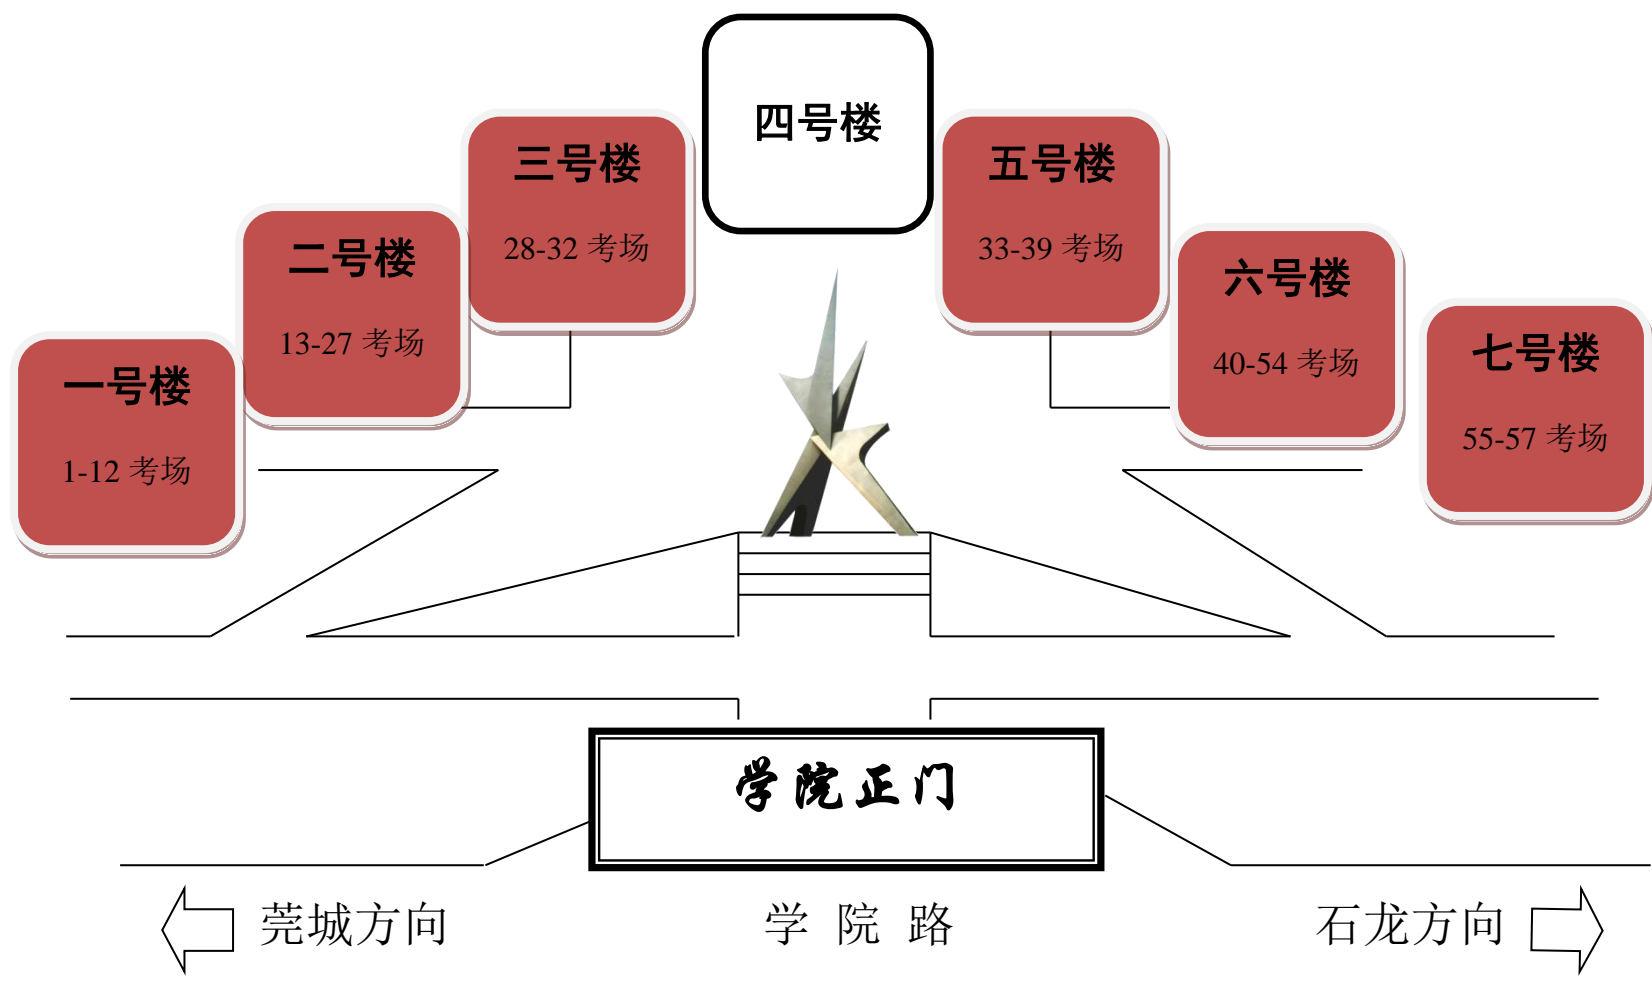 四号楼
三号楼
28-32 考场
五号楼
33-39 考场
二号楼
13-27 考场
六号楼
40-54 考场
一号楼
1-12 考场
七号楼
55-57 考场
学院正门
莞城方向
学 院 路
石龙方向